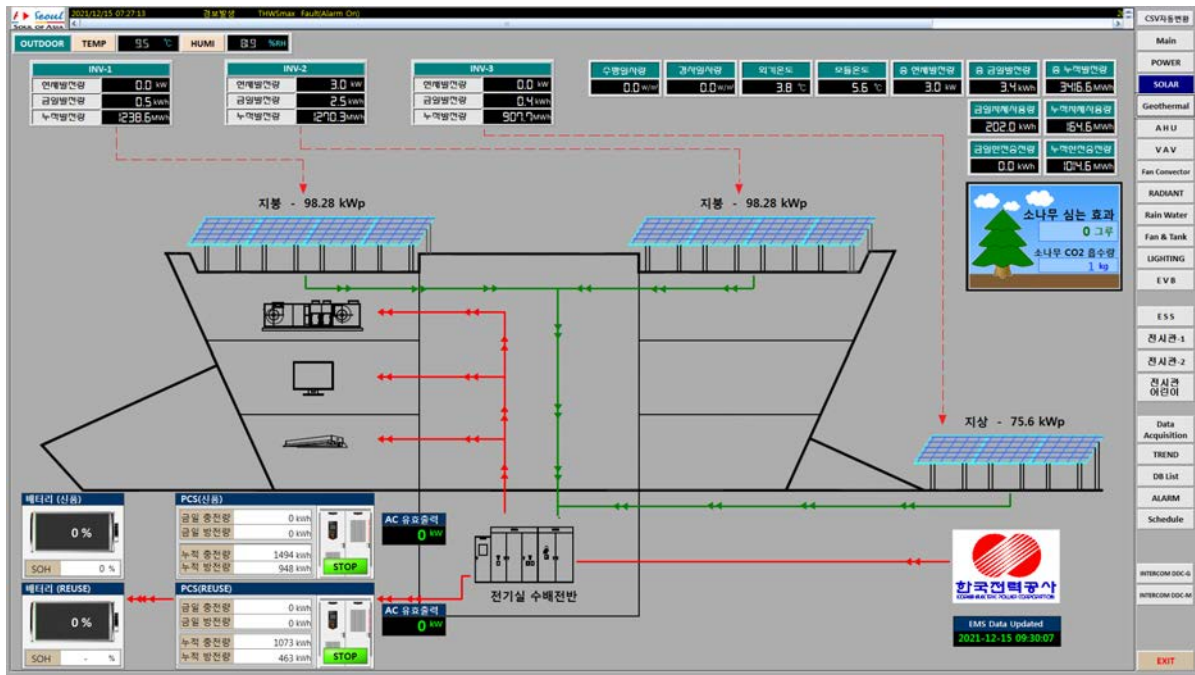 Seoul
SOUL OF ASIA
2021/12/15 07:27:13 경보발생 THWSmax Fault(Alarm On)
CSV자동변환
OUTDOOR TEMP 9.5 ℃ HUMI 81.9 %RH
Main
POWER
SOLAR
Geothermal
A H U
V A V
Fan Convector
RADIANT
Rain Water
Fan & Tank
LIGHTING
E V B
E S S
전시관-1
전시관-2
전시관
어린이
Data
Acquisition
TREND
DB List
ALARM
Schedule
INTERCOM DDC-G
INTERCOM DDC-M
EXIT
INV-1
연재발전량 0.0 kW
금일발전량 0.5 kWh
누적발전량 1238.6 MWh
INV-2
연재발전량 3.0 kW
금일발전량 2.5 kWh
누적발전량 1270.3 MWh
INV-3
연재발전량 0.0 kW
금일발전량 0.4 kWh
누적발전량 907.7 MWh
수평일사량
0.0 W/㎡
경사일사량
0.0 W/㎡
외기온도
3.8 ℃
모듈온도
5.6 ℃
총 연재발전량
3.0 kW
총 금일발전량
3.4 kWh
총 누적발전량
3416.6 MWh
금일자체사용량
202.0 kWh
누적자체사용량
164.6 MWh
금일한전송전량
0.0 kWh
누적한전송전량
1014.6 MWh
소나무 심는 효과
0 그루
소나무 CO2 흡수량
1 kg
지붕 - 98.28 kWp
지붕 - 98.28 kWp
지상 - 75.6 kWp
배터리 (신품)
0 %
SOH 0 %
PCS(신품)
금일 충전량 0 kWh
금일 방전량 0 kWh
누적 충전량 1494 kWh
누적 방전량 948 kWh
STOP
AC 유효출력
0 kW
배터리 (REUSE)
0 %
SOH - %
PCS(REUSE)
금일 충전량 0 kWh
금일 방전량 0 kWh
누적 충전량 1073 kWh
누적 방전량 463 kWh
STOP
AC 유효출력
0 kW
전기실 수배전반
한국전력공사
KOREA ELECTRIC POWER CORPORATION
EMS Data Updated
2021-12-15 09:30:07